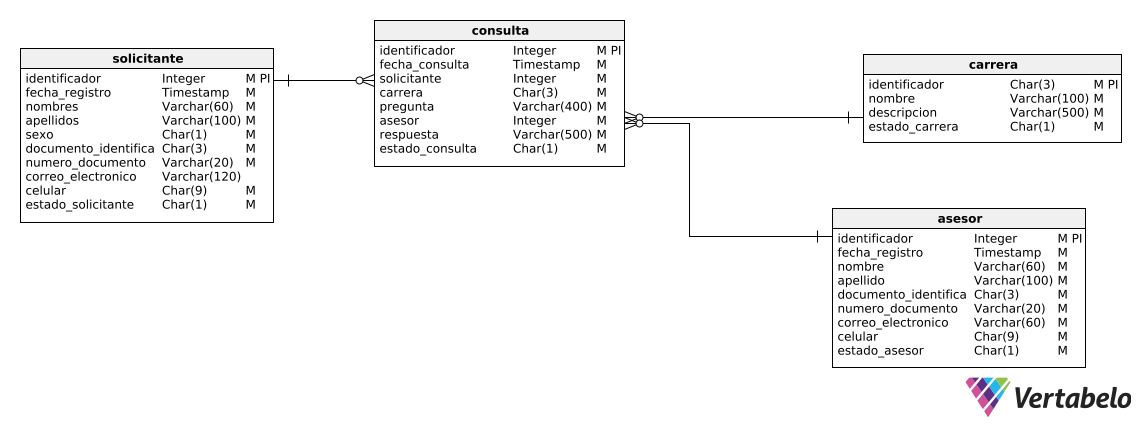 solicitante
identificador Integer M PI
fecha_registro Timestamp M
nombres Varchar(60) M
apellidos Varchar(100) M
sexo Char(1) M
documento_identifica Char(3) M
numero_documento Varchar(20) M
correo_electronico Varchar(120)
celular Char(9) M
estado_solicitante Char(1) M
consulta
identificador Integer M PI
fecha_consulta Timestamp M
solicitante Integer M
carrera Char(3) M
pregunta Varchar(400) M
asesor Integer M
respuesta Varchar(500) M
estado_consulta Char(1) M
carrera
identificador Char(3) M PI
nombre Varchar(100) M
descripcion Varchar(500) M
estado_carrera Char(1) M
asesor
identificador Integer M PI
fecha_registro Timestamp M
nombre Varchar(60) M
apellido Varchar(100) M
documento_identifica Char(3) M
numero_documento Varchar(20) M
correo_electronico Varchar(60) M
celular Char(9) M
estado_asesor Char(1) M
Vertabelo